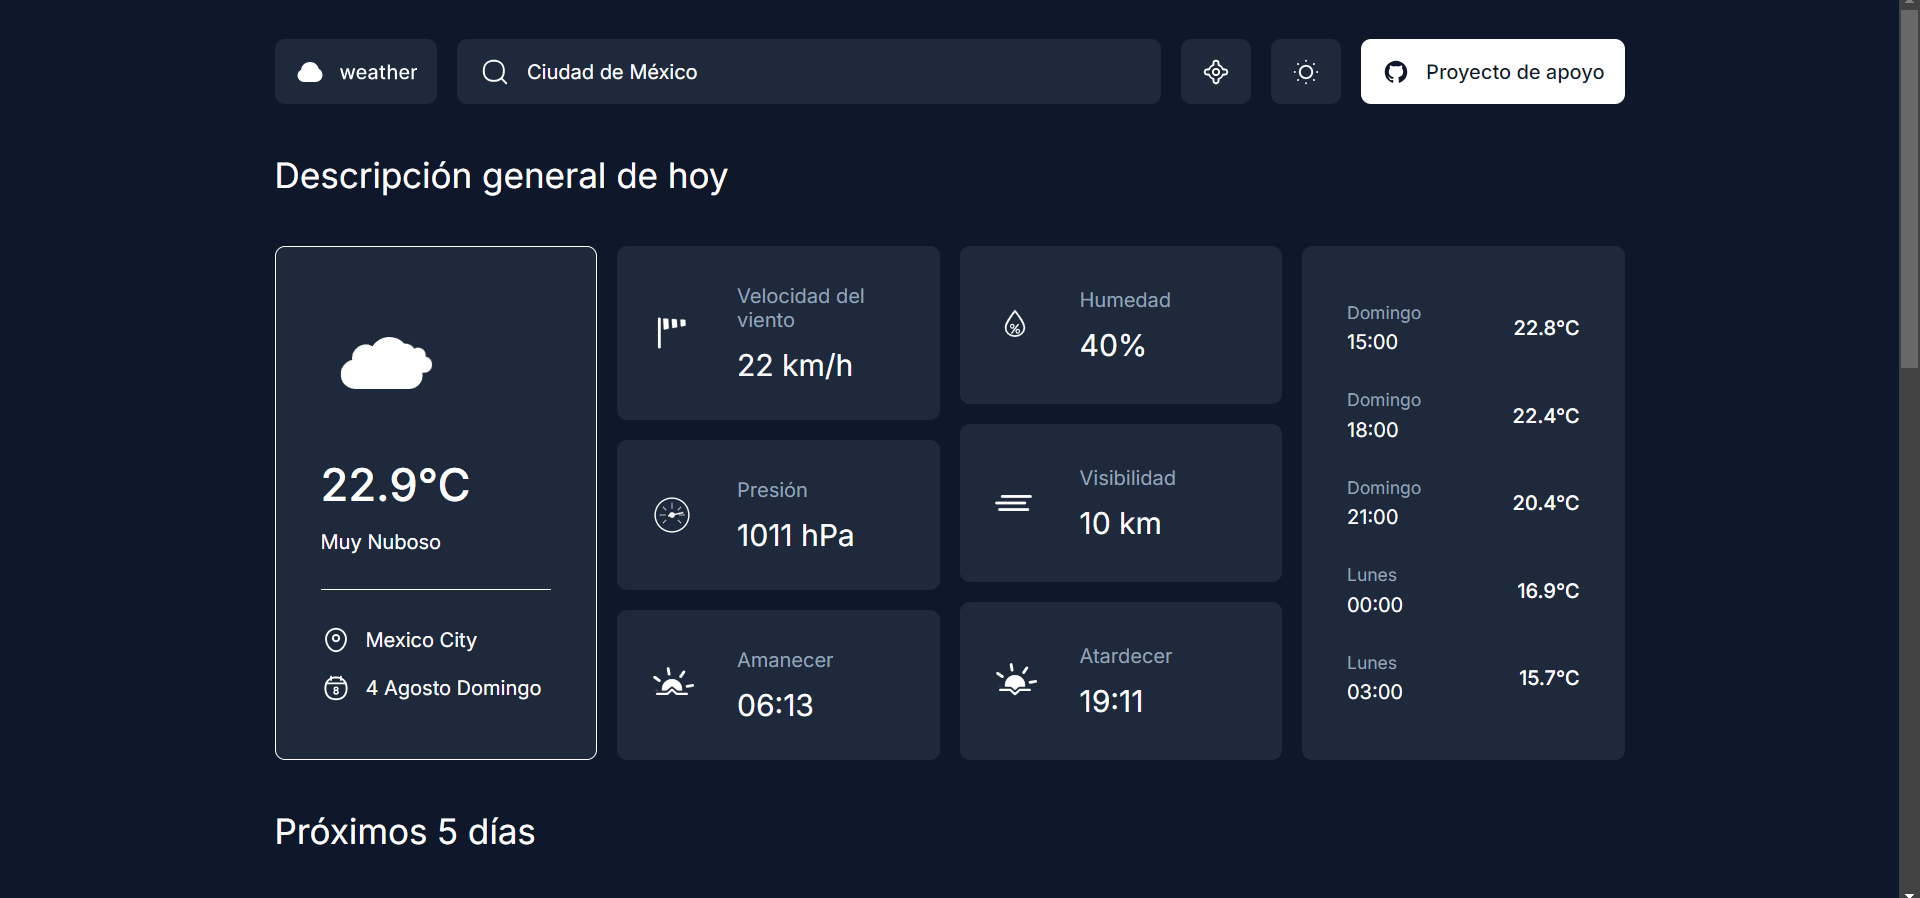 weather
Ciudad de México
Proyecto de apoyo
Descripción general de hoy
22.9°C
Muy Nuboso
Mexico City
8
4 Agosto Domingo
Velocidad del
viento
22 km/h
Presión
1011 hPa
Amanecer
06:13
%
Humedad
40%
Visibilidad
10 km
Atardecer
19:11
Domingo
15:00
22.8°C
Domingo
18:00
22.4°C
Domingo
21:00
20.4°C
Lunes
00:00
16.9°C
Lunes
03:00
15.7°C
Próximos 5 días